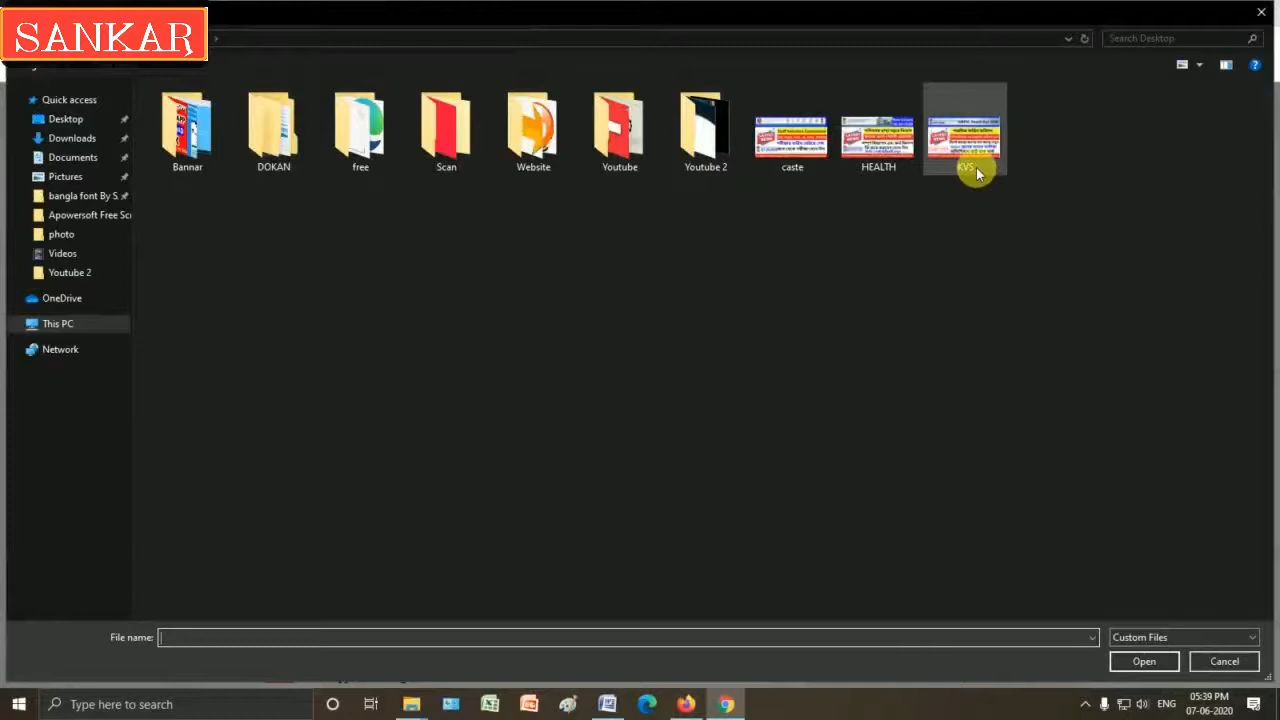 SANKAR
Search Desktop
Quick access
Desktop
Downloads
Documents
Pictures
bangla font By S
Apowersoft Free Scr
photo
Videos
Youtube 2
OneDrive
This PC
Network
Bannar
DOKAN
free
Scan
Website
Youtube
Youtube 2
caste
HEALTH
KVS
File name:
Custom Files
Open
Cancel
Type here to search
ENG
05:39 PM
07-06-2020